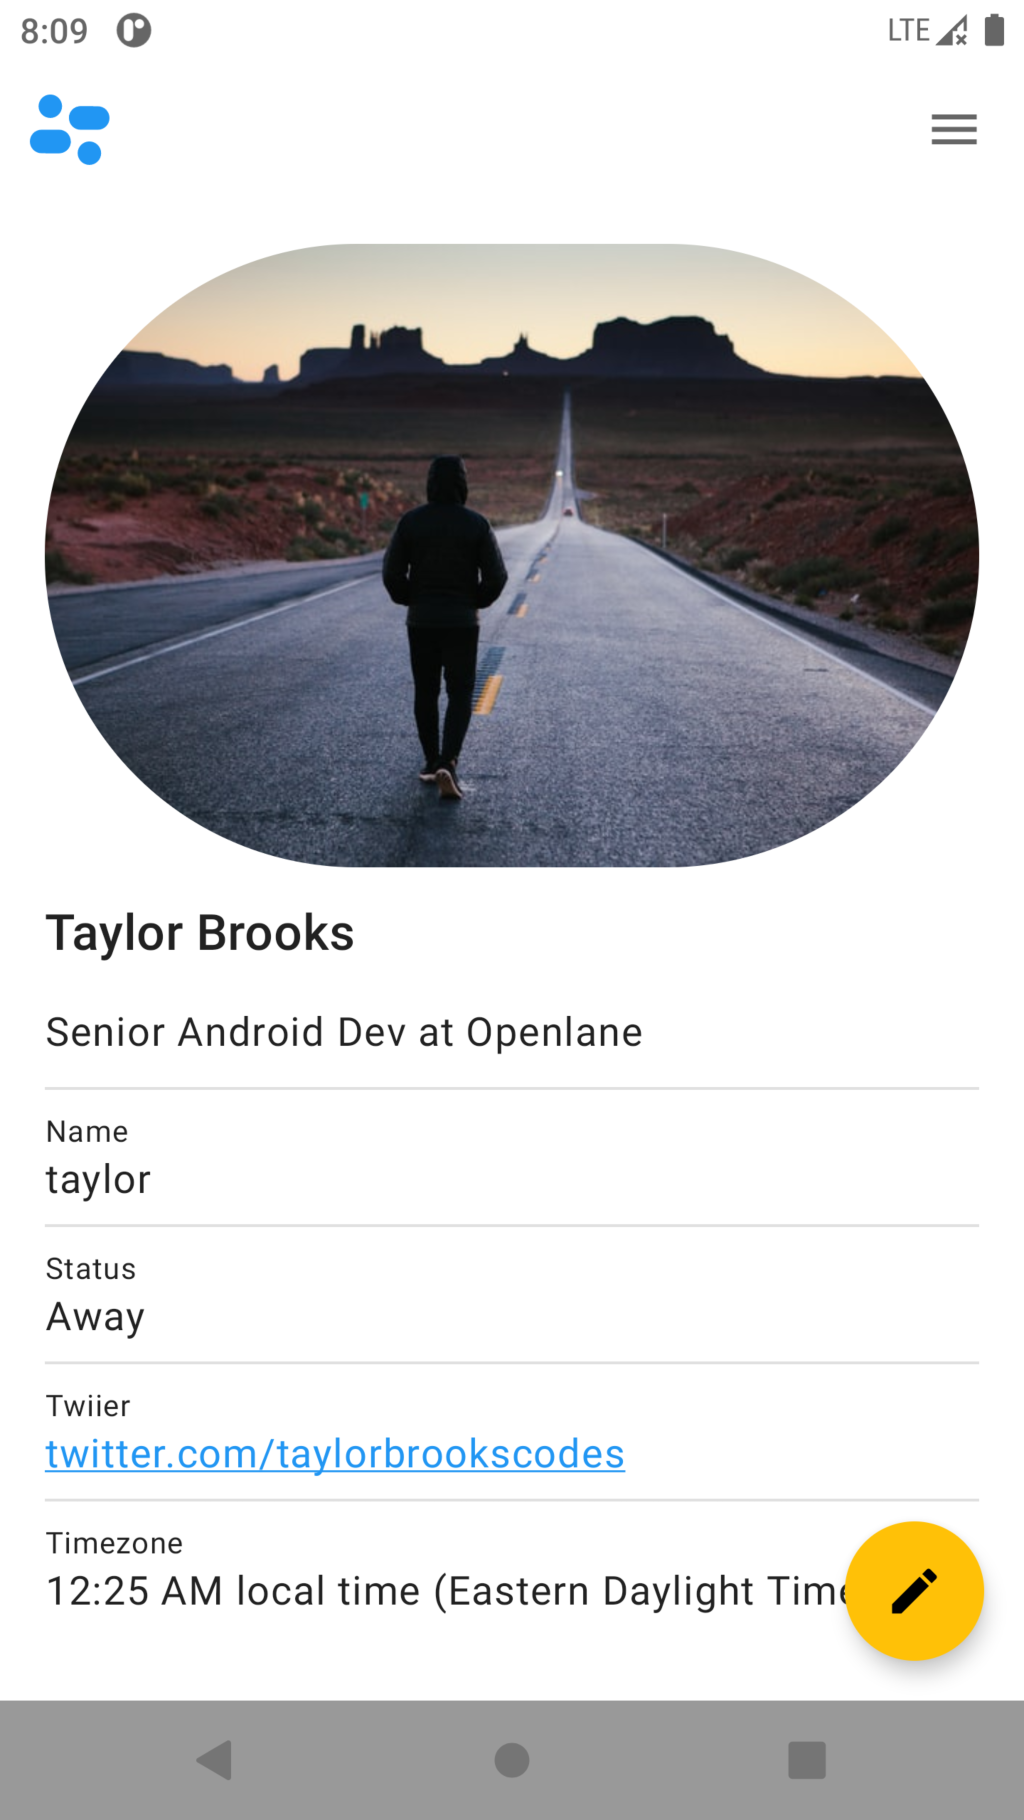 8:09
LTE
Taylor Brooks
Senior Android Dev at Openlane
Name
taylor
Status
Away
Twiier
twitter.com/taylorbrookscodes
Timezone
12:25 AM local time (Eastern Daylight Time